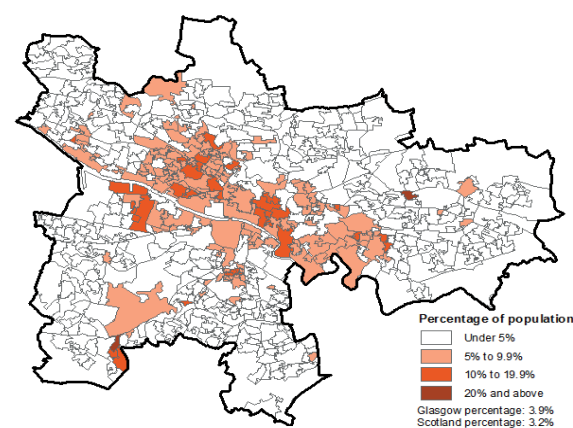 Percentage of population
Under 5%
5% to 9.9%
10% to 19.9%
20% and above
Glasgow percentage: 3.9%
Scotland percentage: 3.2%